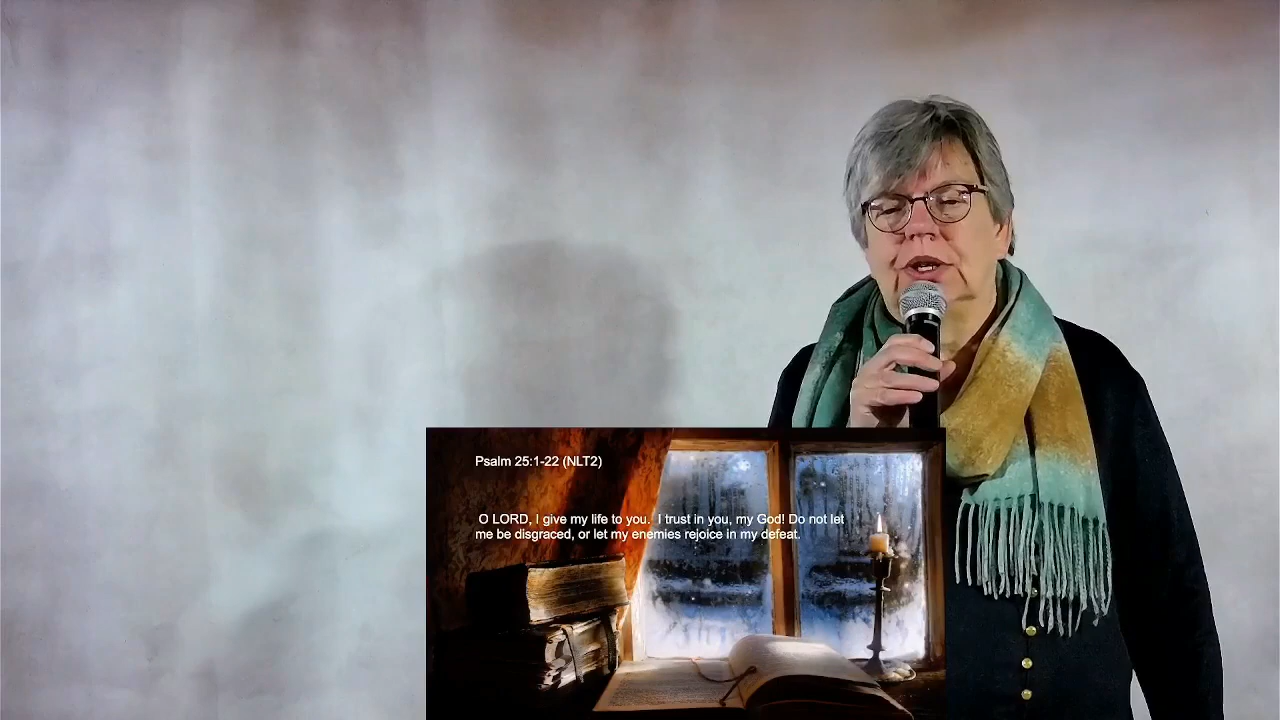 Psalm 25:1-22 (NLT2)
O LORD, I give my life to you.  I trust in you, my God! Do not let
me be disgraced, or let my enemies rejoice in my defeat.